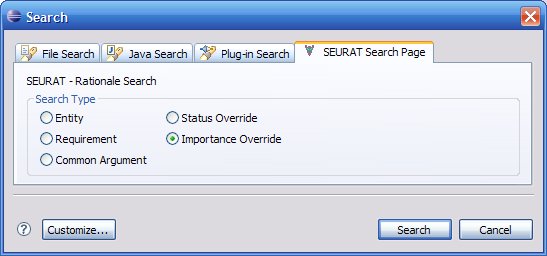 Search
File Search Java Search Plug-in Search SEURAT Search Page
SEURAT - Rationale Search
Search Type
Entity Status Override
Requirement Importance Override
Common Argument
? Customize... Search Cancel